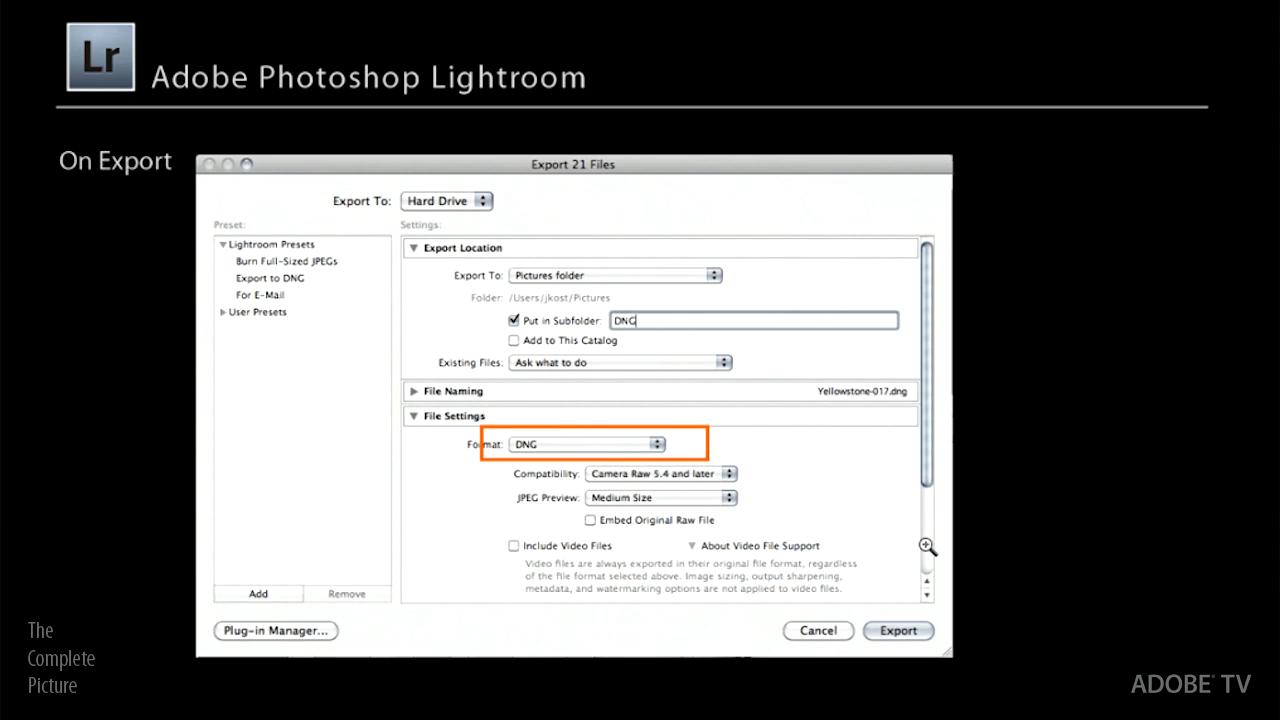 Lr
Adobe Photoshop Lightroom
On Export
Export 21 Files
Export To: Hard Drive
Preset:
Settings:
Lightroom Presets
Burn Full-Sized JPEGs
Export to DNG
For E-Mail
User Presets
Add
Remove
Export Location
Export To: Pictures folder
Folder: /Users/jkost/Pictures
Put in Subfolder: DNG
Add to This Catalog
Existing Files: Ask what to do
File Naming Yellowstone-017.dng
File Settings
Format: DNG
Compatibility: Camera Raw 5.4 and later
JPEG Preview: Medium Size
Embed Original Raw File
Include Video Files About Video File Support
Video files are always exported in their original file format, regardless
of the file format selected above. Image sizing, output sharpening,
metadata, and watermarking options are not applied to video files.
Plug-in Manager...
Cancel
Export
The
Complete
Picture
ADOBE® TV